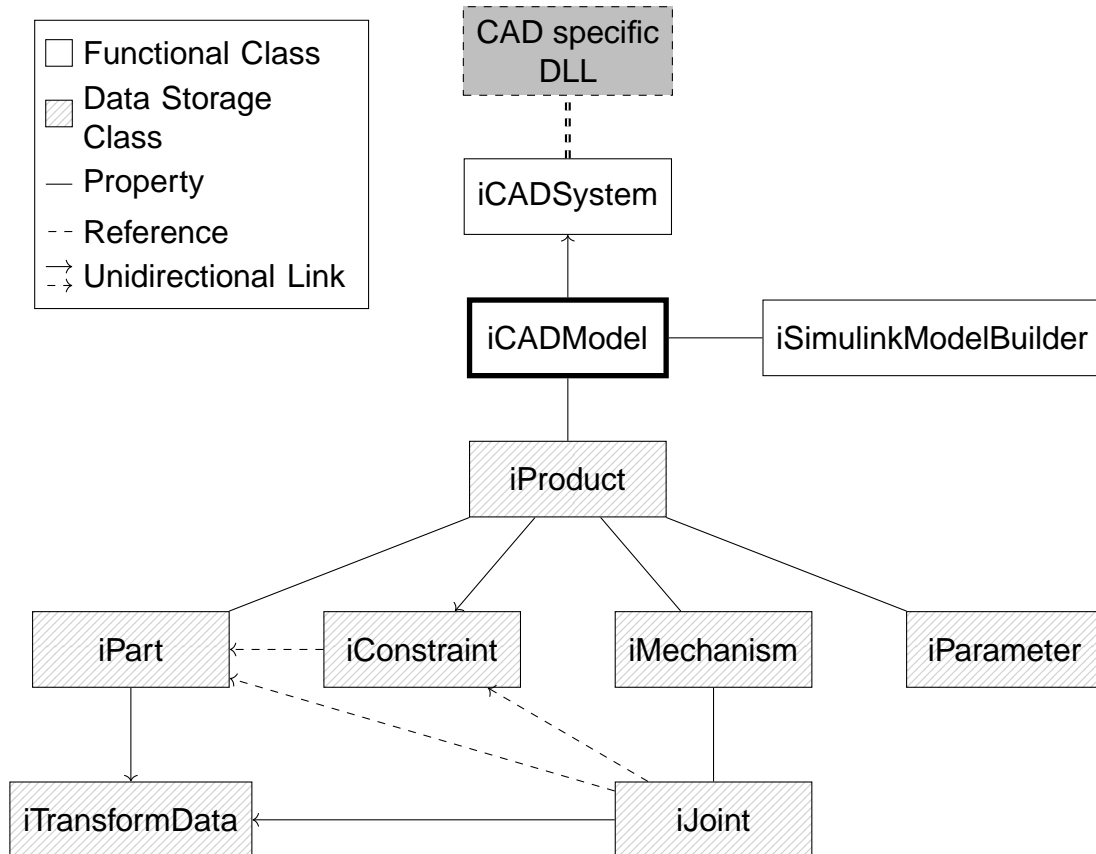 Functional Class
Data Storage
Class
Property
Reference
Unidirectional Link
CAD specific
DLL
iCADSystem
iCADModel
iSimulinkModelBuilder
iProduct
iPart
iConstraint
iMechanism
iParameter
iTransformData
iJoint